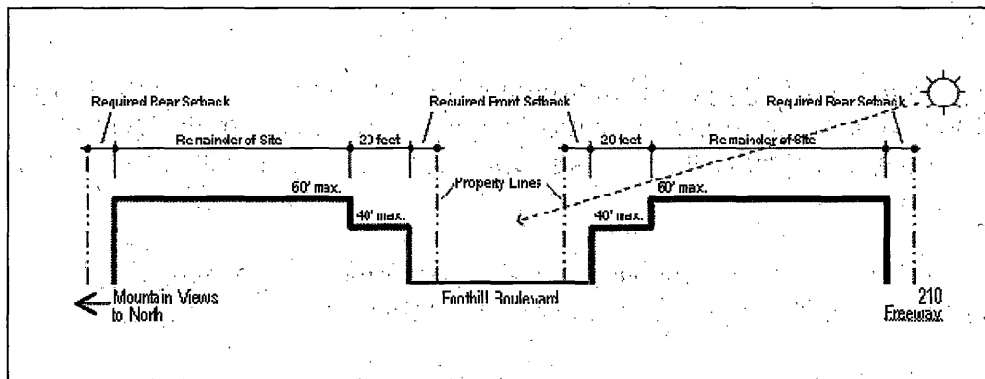 Required Rear Setback
Required Front Setback
Required Rear Setback
Remainder of Site
20 feet
20 feet
Remainder of Site
60' max.
Property Lines
60' max.
40' max.
40' max.
Mountain Views
to North
Foothill Boulevard
210
Freeway